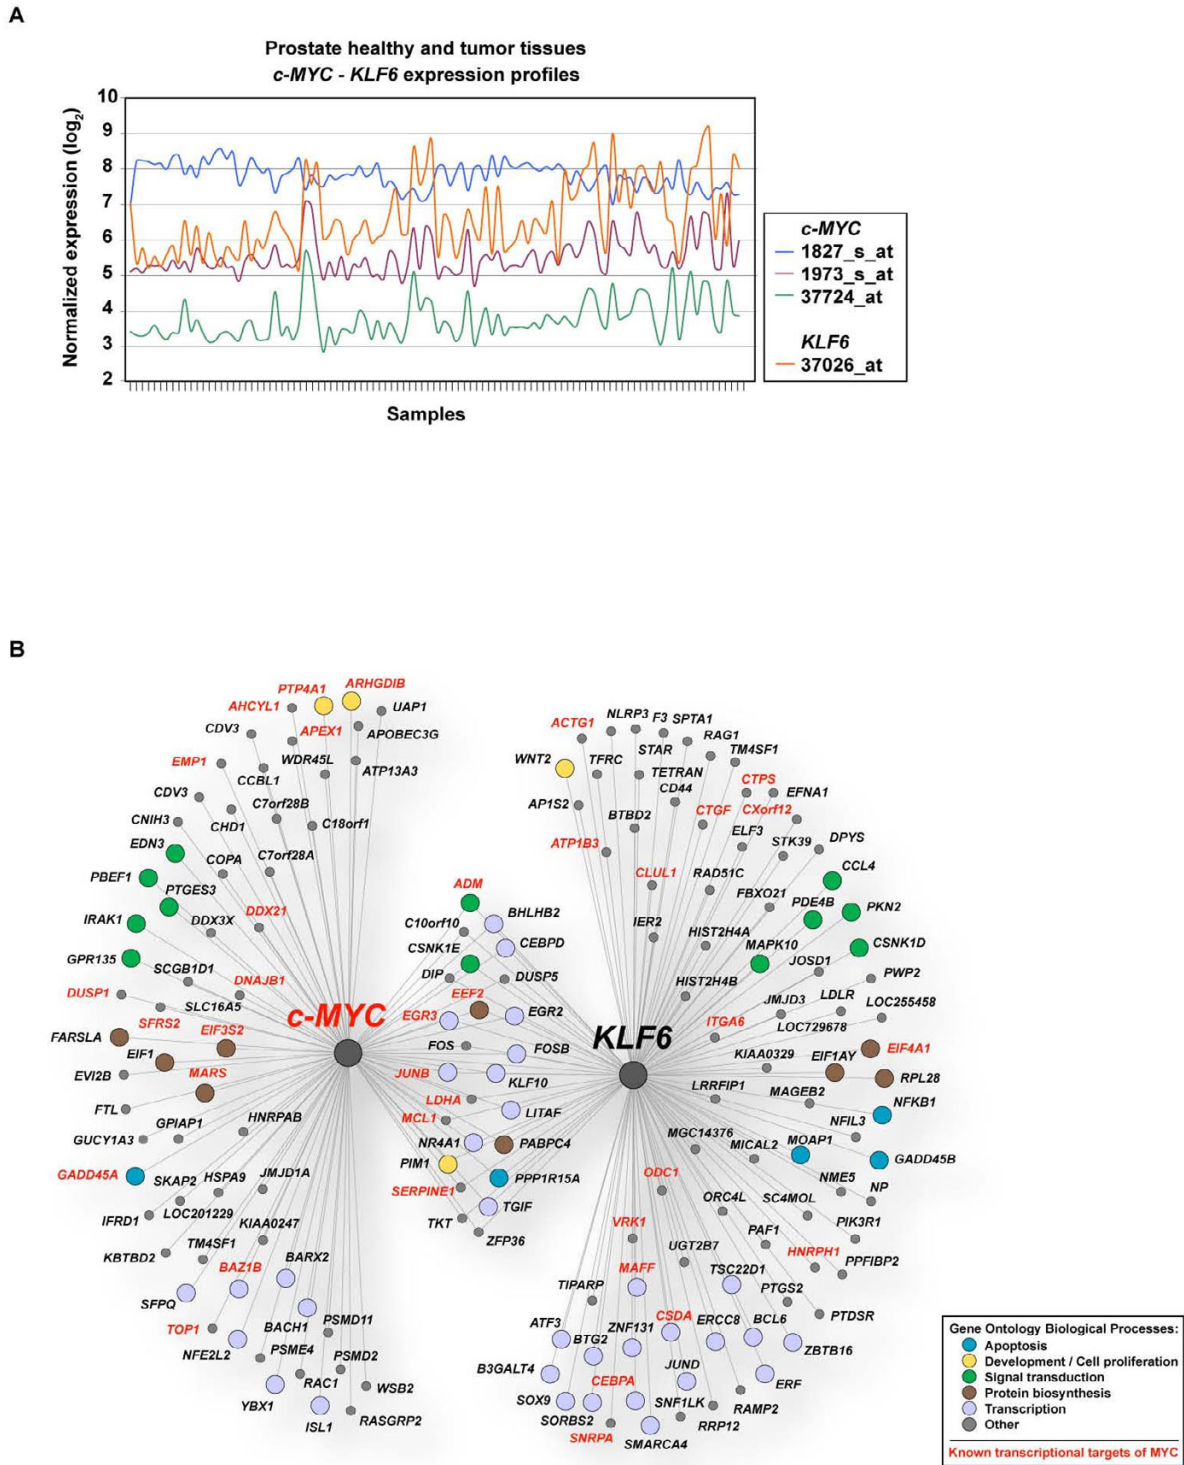 A
Prostate healthy and tumor tissues
c-MYC - KLF6 expression profiles
Normalized expression (log2)
10
9
8
7
6
5
4
3
2
Samples
c-MYC
1827_s_at
1973_s_at
37724_at
KLF6
37026_at
B
PTP4A1
ARHGDIB
AHCYL1
UAP1
CDV3
APEX1
APOBEC3G
EMP1
WDR45L
ATP13A3
CCBL1
CDV3
C7orf28B
CNIH3
CHD1
C18orf1
EDN3
COPA
C7orf28A
PBEF1
PTGES3
IRAK1
DDX3X
DDX21
GPR135
SCGB1D1
DNAJB1
DUSP1
SLC16A5
SFRS2
EIF3S2
c-MYC
FARSLA
EIF1
EVI2B
MARS
FTL
GPIAP1
HNRPAB
GUCY1A3
GADD45A
SKAP2
HSPA9
JMJD1A
IFRD1
LOC201229
KIAA0247
KBTBD2
TM4SF1
BARX2
BAZ1B
SFPQ
TOP1
BACH1
PSMD11
NFE2L2
PSME4
PSMD2
RAC1
WSB2
YBX1
ISL1
RASGRP2
ADM
C10orf10
BHLHB2
CSNK1E
CEBPD
DIP
DUSP5
EEF2
EGR3
EGR2
FOS
FOSB
JUNB
KLF10
LDHA
LITAF
MCL1
NR4A1
PABPC4
PIM1
PPP1R15A
SERPINE1
TGIF
TKT
ZFP36
ACTG1
NLRP3
F3
SPTA1
STAR
RAG1
WNT2
TFRC
TETRAN
TM4SF1
CD44
CTPS
AP1S2
BTBD2
CTGF
CXorf12
EFNA1
ATP1B3
ELF3
STK39
DPYS
CLUL1
RAD51C
CCL4
FBXO21
PDE4B
PKN2
IER2
HIST2H4A
MAPK10
CSNK1D
JOSD1
HIST2H4B
PWP2
JMJD3
LDLR
LOC255458
ITGA6
LOC729678
KLF6
KIAA0329
EIF1AY
EIF4A1
RPL28
LRRFIP1
MAGEB2
NFKB1
NFIL3
MGC14376
MICAL2
MOAP1
GADD45B
ODC1
NME5
NP
ORC4L
SC4MOL
PIK3R1
VRK1
PAF1
UGT2B7
HNRPH1
PPFIBP2
MAFF
TSC22D1
TIPARP
PTGS2
PTDSR
ATF3
ZNF131
CSDA
ERCC8
BCL6
BTG2
ZBTB16
B3GALT4
JUND
CEBPA
ERF
SOX9
SNF1LK
RAMP2
SORBS2
RRP12
SNRPA
SMARCA4
Gene Ontology Biological Processes:
Apoptosis
Development / Cell proliferation
Signal transduction
Protein biosynthesis
Transcription
Other
Known transcriptional targets of MYC